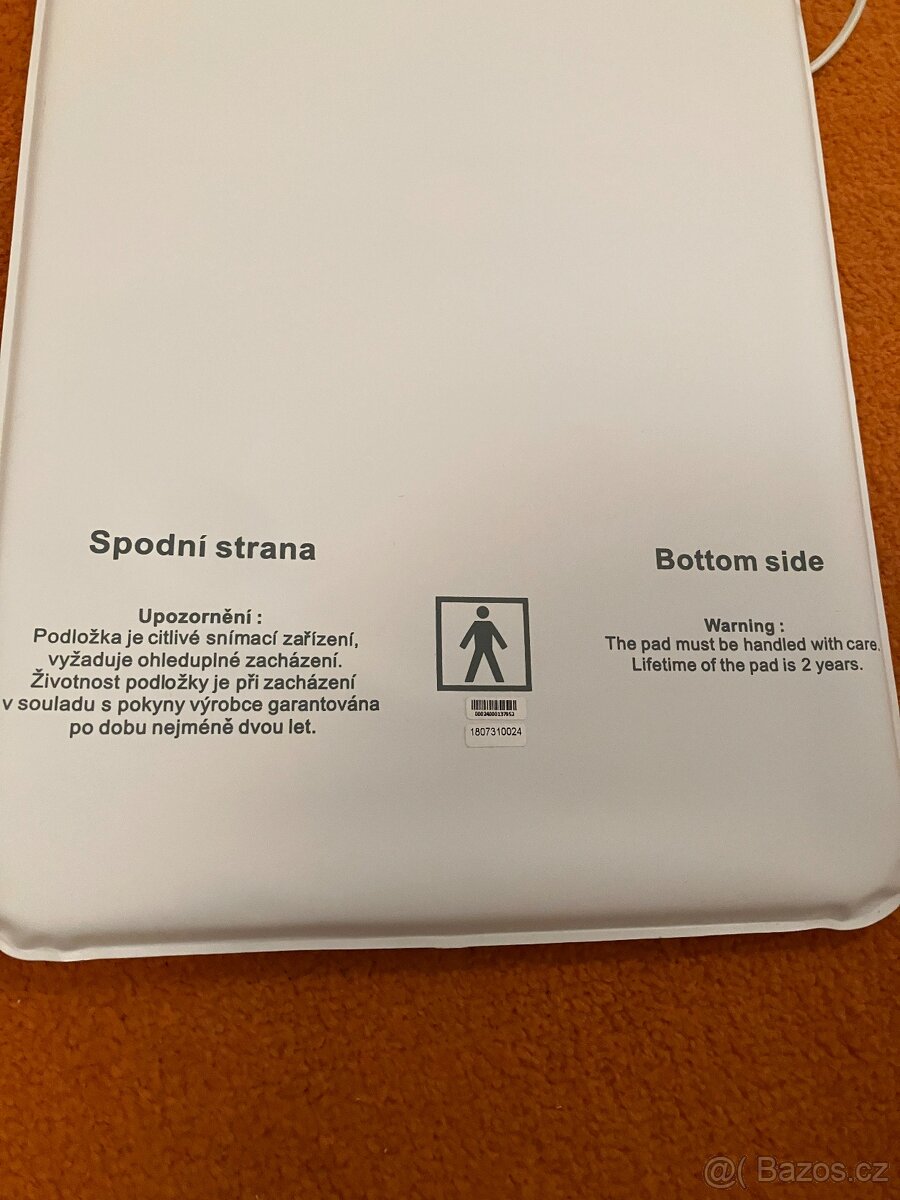 Spodní strana
Upozornění :
Podložka je citlivé snímací zařízení,
vyžaduje ohleduplné zacházení.
Životnost podložky je při zacházení
v souladu s pokyny výrobce garantována
po dobu nejméně dvou let.
Bottom side
Warning :
The pad must be handled with care.
Lifetime of the pad is 2 years.
1807310024
@( Bazos.cz